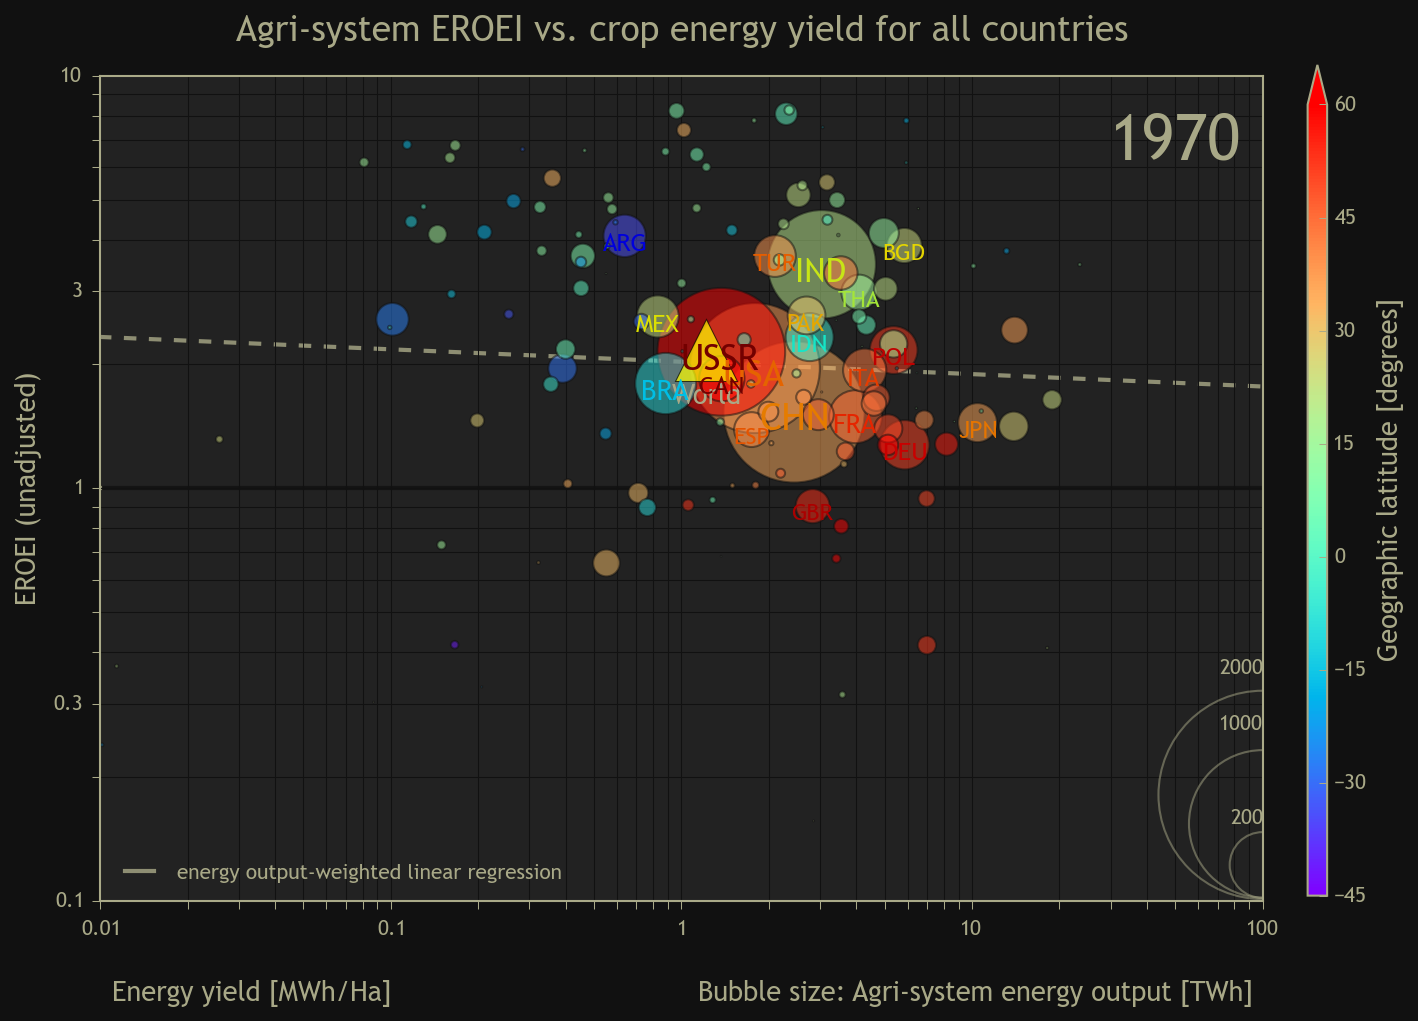 Agri-system EROEI vs. crop energy yield for all countries
10
3
1
0.3
0.1
EROEI (unadjusted)
1970
ARG
BGD
TUR
IND
THA
MEX
PAK
IDN
POL
USSR
USA
ITA
CAN
BRA
World
CHN
FRA
ESP
JPN
DEU
GBR
2000
1000
200
energy output-weighted linear regression
0.01
0.1
1
10
100
Energy yield [MWh/Ha]
Bubble size: Agri-system energy output [TWh]
60
45
30
15
0
−15
−30
−45
Geographic latitude [degrees]